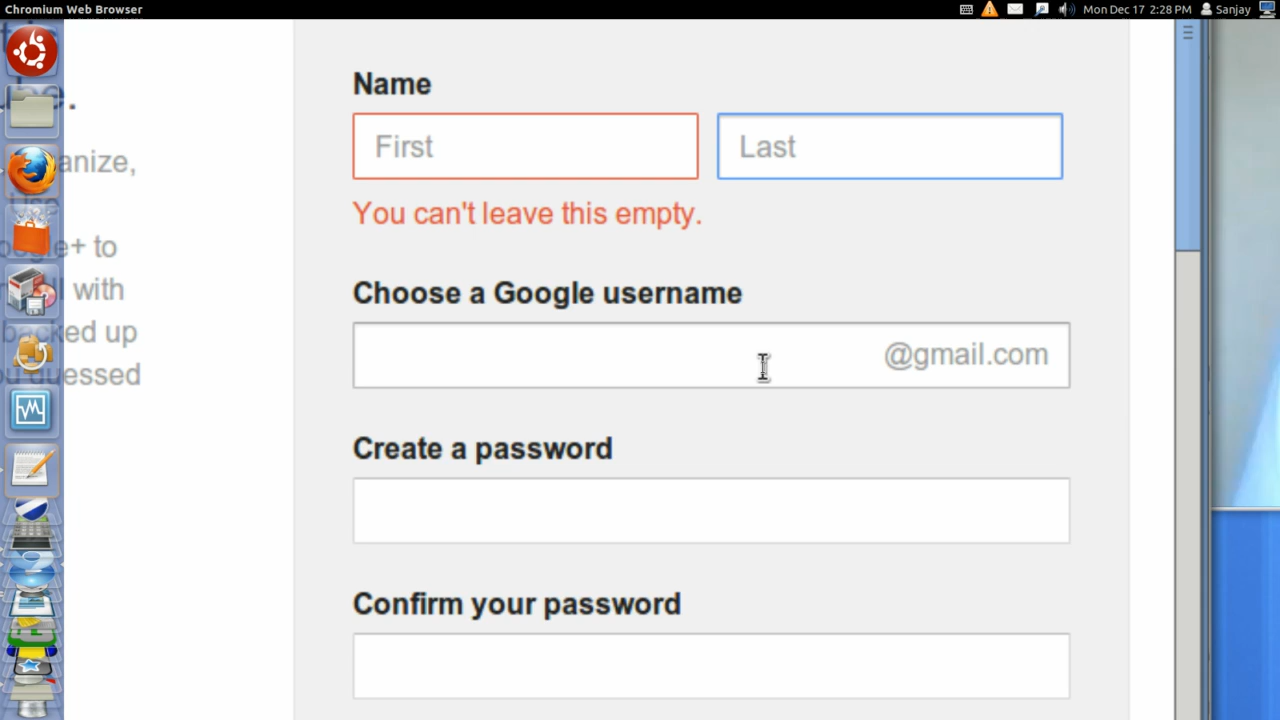 Chromium Web Browser
Mon Dec 17 2:28 PM Sanjay
anize,
+ to
with
backed up
guessed
Name
First Last
You can't leave this empty.
Choose a Google username
@gmail.com
Create a password
Confirm your password